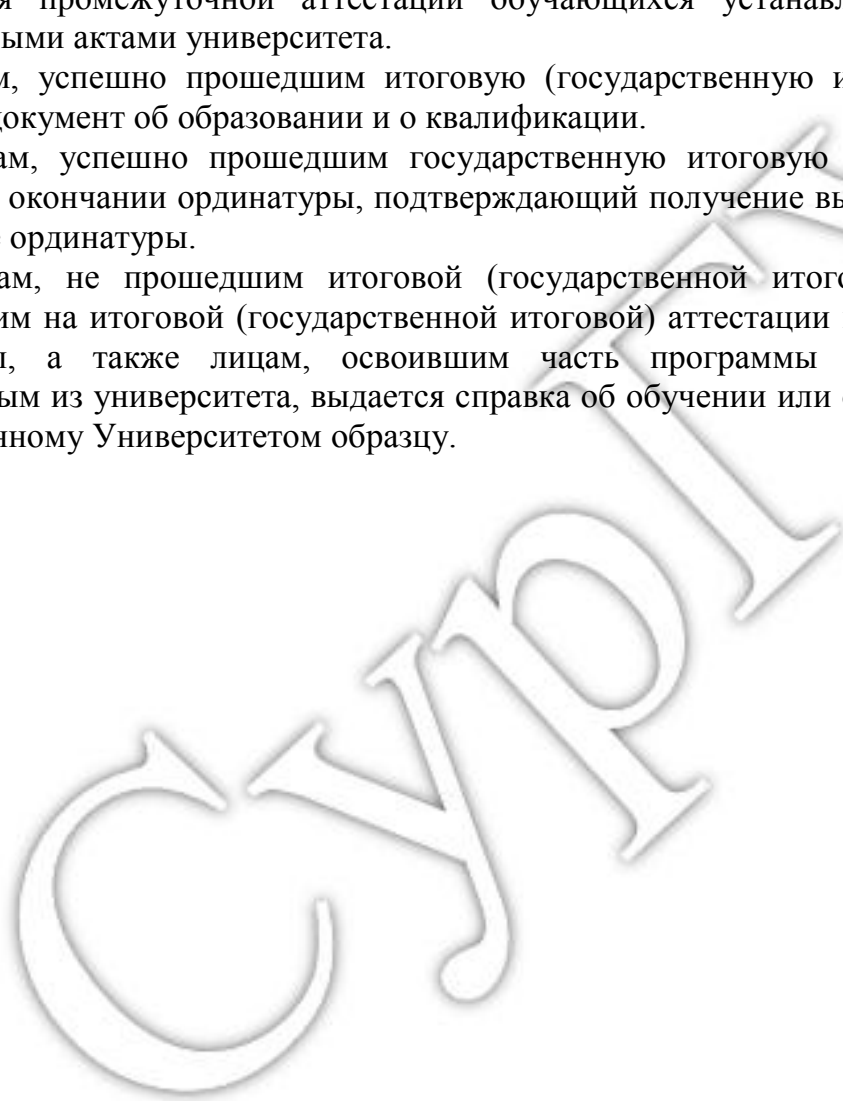 я промежуточной аттестации обучающихся устанавл
ыми актами университета.
м, успешно прошедшим итоговую (государственную и
документ об образовании и о квалификации.
ам, успешно прошедшим государственную итоговую
окончании ординатуры, подтверждающий получение вы
е ординатуры.
ам, не прошедшим итоговой (государственной итого
им на итоговой (государственной итоговой) аттестации
ы, а также лицам, освоившим часть программы
ым из университета, выдается справка об обучении или
нному Университетом образцу.
СурГУ